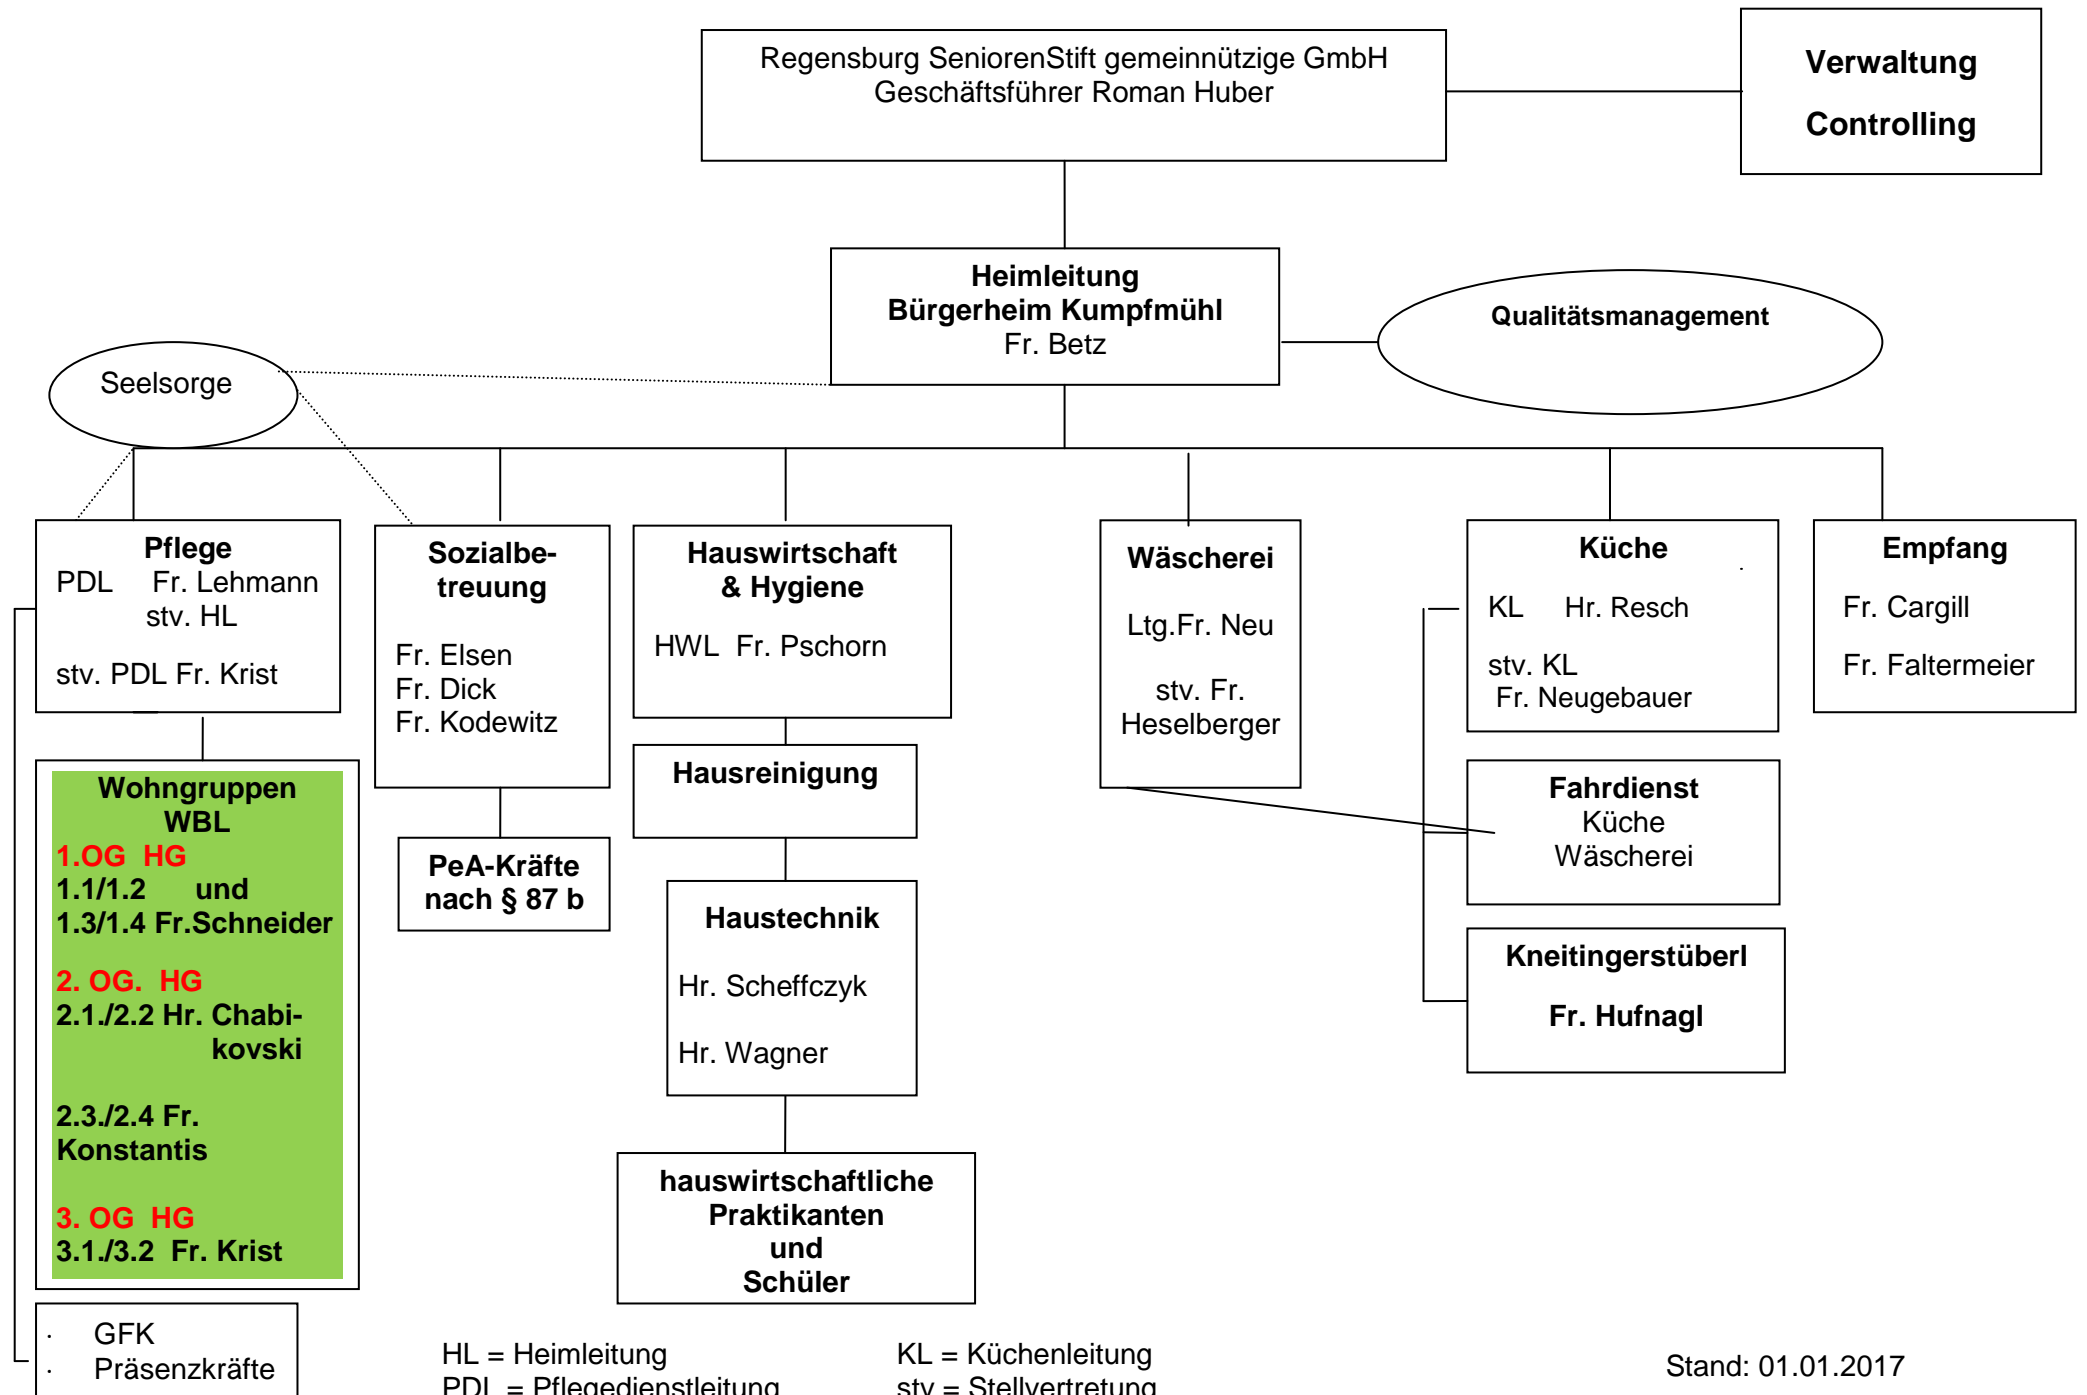 Regensburg SeniorenStift gemeinnützige GmbH
Geschäftsführer Roman Huber
Verwaltung
Controlling
Heimleitung
Bürgerheim Kumpfmühl
Fr. Betz
Qualitätsmanagement
Seelsorge
Pflege
PDL Fr. Lehmann
stv. HL
stv. PDL Fr. Krist
Sozialbe-
treuung
Fr. Elsen
Fr. Dick
Fr. Kodewitz
Hauswirtschaft
& Hygiene
HWL Fr. Pschorn
Wäscherei
Ltg.Fr. Neu
stv. Fr.
Heselberger
Küche
KL Hr. Resch
stv. KL
Fr. Neugebauer
Empfang
Fr. Cargill
Fr. Faltermeier
Wohngruppen
WBL
1.OG HG
1.1/1.2 und
1.3/1.4 Fr.Schneider
2. OG. HG
2.1./2.2 Hr. Chabi-
kovski
2.3./2.4 Fr.
Konstantis
3. OG HG
3.1./3.2 Fr. Krist
PeA-Kräfte
nach § 87 b
Hausreinigung
Haustechnik
Hr. Scheffczyk
Hr. Wagner
hauswirtschaftliche
Praktikanten
und
Schüler
Fahrdienst
Küche
Wäscherei
Kneitingerstüberl
Fr. Hufnagl
· GFK
· Präsenzkräfte
HL = Heimleitung
PDL = Pflegedienstleitung
KL = Küchenleitung
stv = Stellvertretung
Stand: 01.01.2017